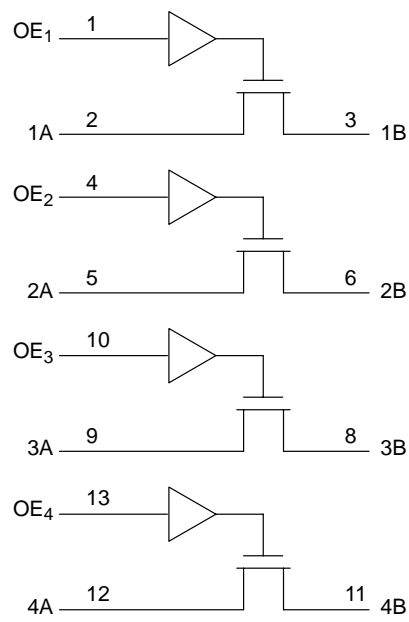 OE₁ 1
1A 2 3 1B
OE₂ 4
2A 5 6 2B
OE₃ 10
3A 9 8 3B
OE₄ 13
4A 12 11 4B